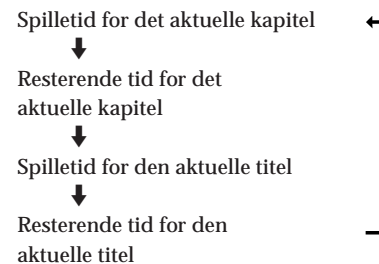 Spilletid for det aktuelle kapitel
Resterende tid for det
aktuelle kapitel
Spilletid for den aktuelle titel
Resterende tid for den
aktuelle titel